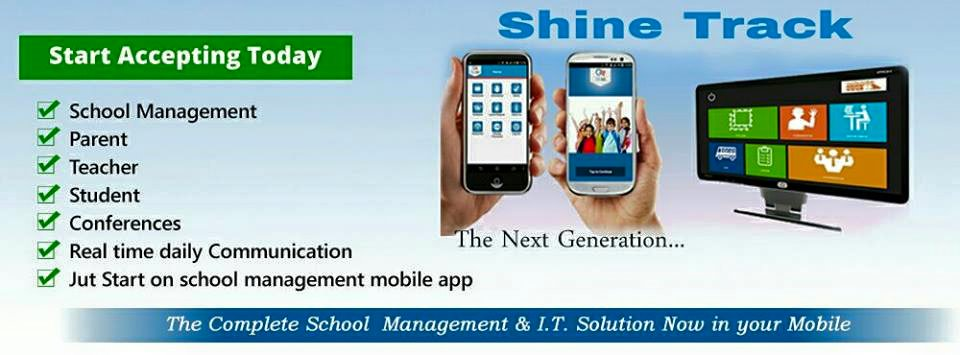 Shine Track
Start Accepting Today
School Management
Parent
Teacher
Student
Conferences
Real time daily Communication
Jut Start on school management mobile app
The Next Generation...
The Complete School Management & I.T. Solution Now in your Mobile